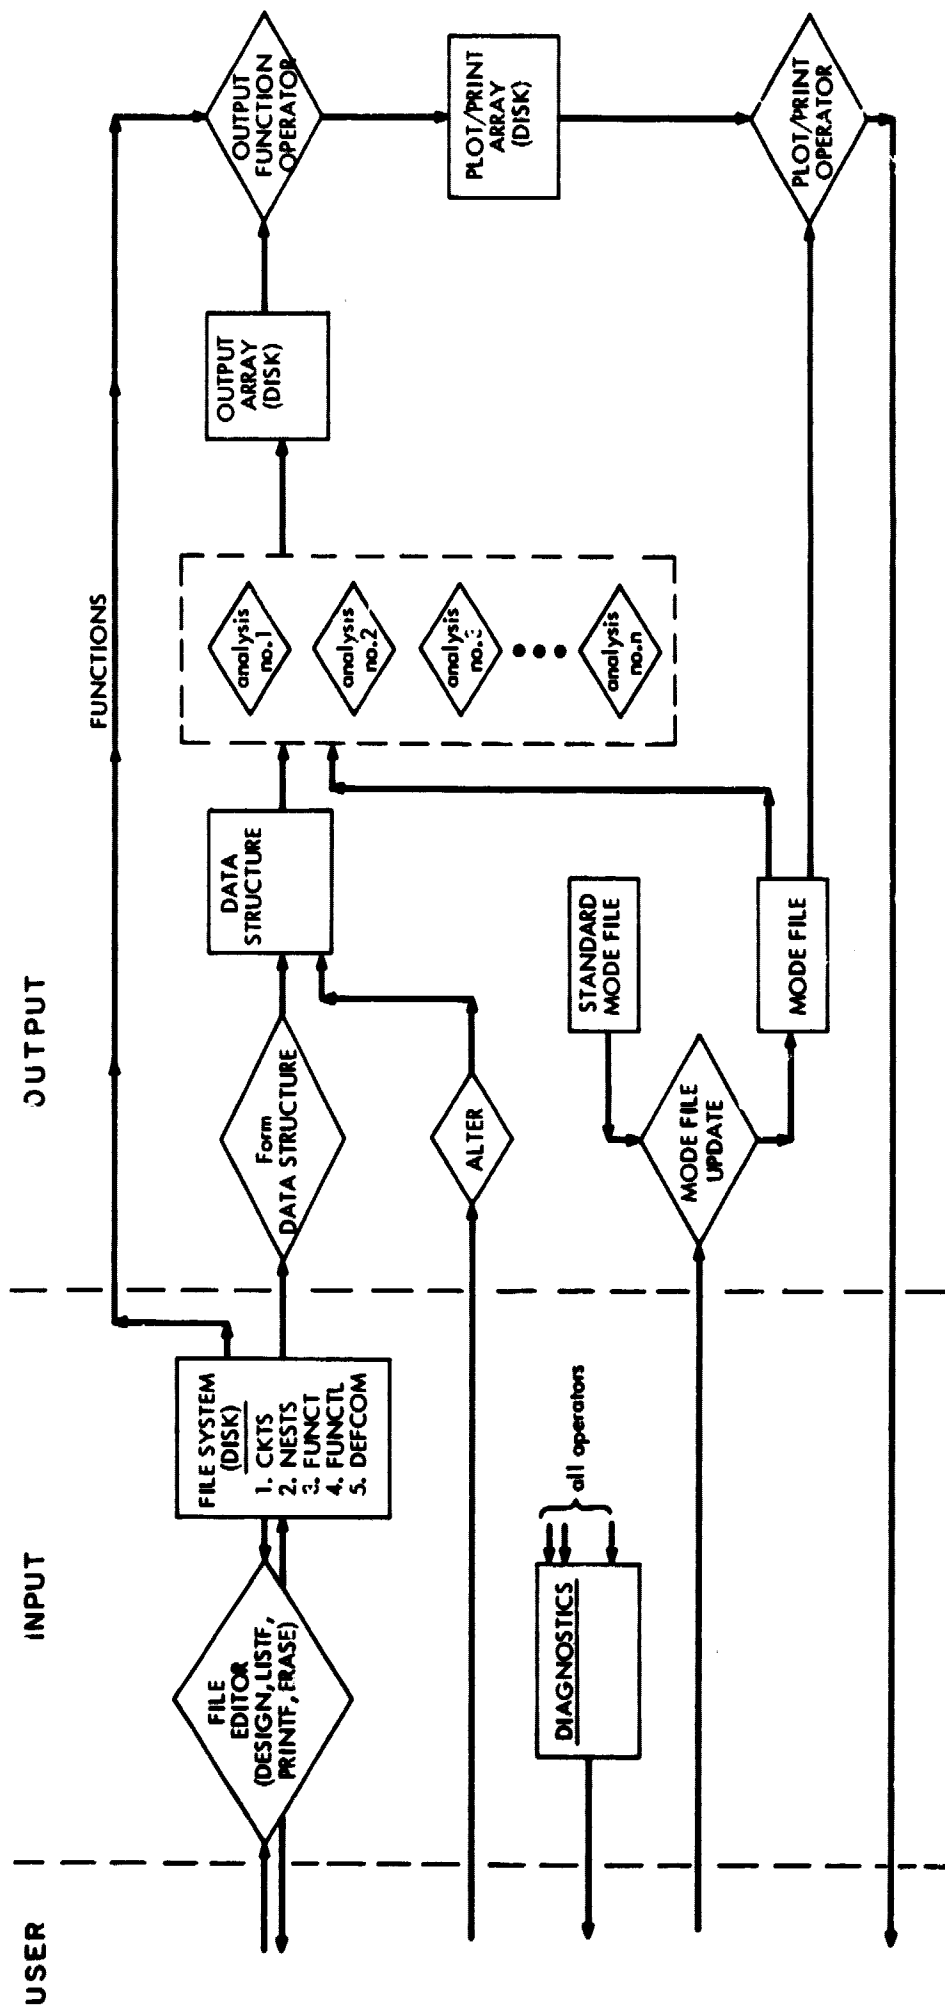 USER
INPUT
OUTPUT
FILE
EDITOR
(DESIGN, LISTF,
PRINTF, ERASE)
FILE SYSTEM
(DISK)
1. CKTS
2. NESTS
3. FUNCT
4. FUNCTL
5. DEFCOM
FUNCTIONS
Form
DATA STRUCTURE
DATA
STRUCTURE
analysis
no.1
analysis
no.2
analysis
no.3
analysis
no.n
OUTPUT
ARRAY
(DISK)
OUTPUT
FUNCTION
OPERATOR
ALTER
PLOT/PRINT
ARRAY
(DISK)
DIAGNOSTICS
all operators
STANDARD
MODE FILE
MODE FILE
UPDATE
MODE FILE
PLOT/PRINT
OPERATOR